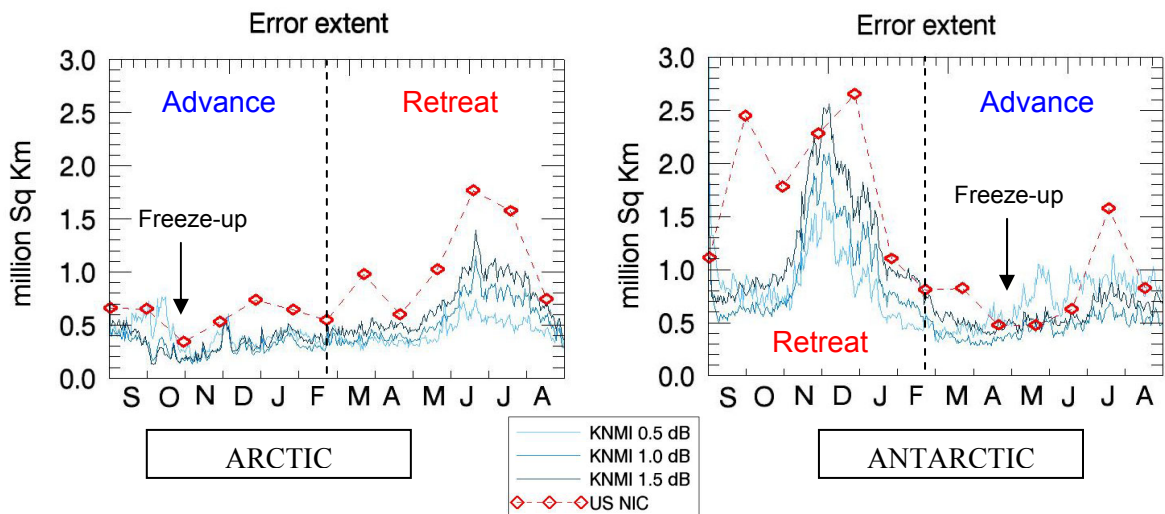 Error extent
3.0
2.5
2.0
1.5
1.0
0.5
0.0
million Sq Km
Advance
Retreat
Freeze-up
S O N D J F M A M J J A
ARCTIC
Error extent
3.0
2.5
2.0
1.5
1.0
0.5
0.0
million Sq Km
Advance
Freeze-up
Retreat
S O N D J F M A M J J A
ANTARCTIC
KNMI 0.5 dB
KNMI 1.0 dB
KNMI 1.5 dB
US NIC